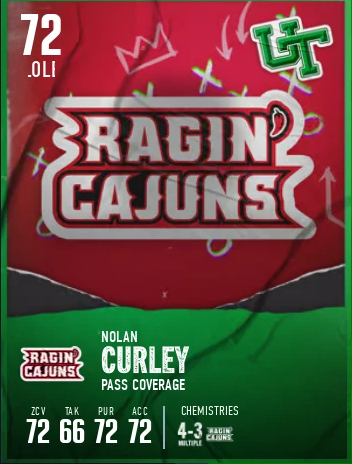 72
.OLB
UT
RAGIN'
CAJUNS
NOLAN
CURLEY
PASS COVERAGE
RAGIN'
CAJUNS
ZCV TAK PUR ACC
72 66 72 72
CHEMISTRIES
4-3
MULTIPLE
RAGIN'
CAJUNS